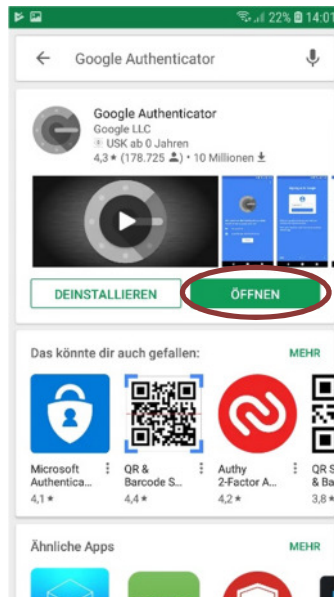 22% 14:01
Google Authenticator
Google Authenticator
Google LLC
USK ab 0 Jahren
4,3 ★ (178.725 ) • 10 Millionen
DEINSTALLIEREN ÖFFNEN
Das könnte dir auch gefallen: MEHR
Microsoft QR & Authy QR S
Authentica... Barcode S... 2-Factor A... & Ba
4,1 ★ 4,4 ★ 4,2 ★ 3,8 ★
Ähnliche Apps MEHR